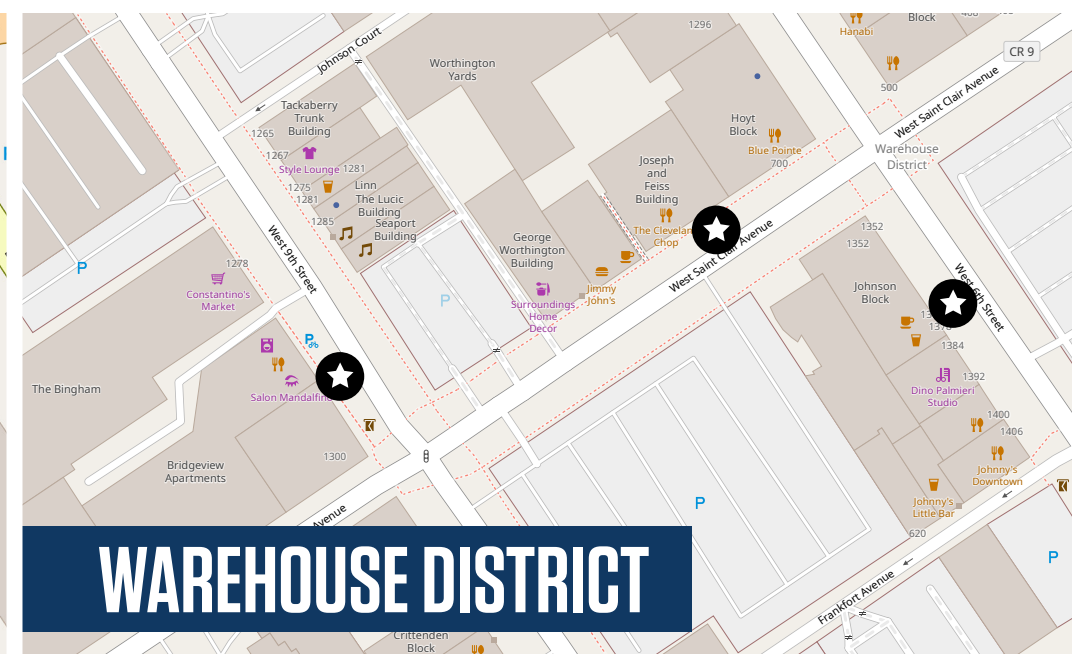 1296
Block
Hanabi
CR 9
Johnson Court
Worthington
Yards
500
West Saint Clair Avenue
Tackaberry
Trunk
Building
1265
Hoyt
Block
Blue Pointe
700
Warehouse
District
1267
Style Lounge
1281
1275
1281
Linn
The Lucic
Building
1285
Seaport
Building
Joseph
and
Feiss
Building
The Clevelan
Chop
West 9th Street
P
1278
Constantino's
Market
George
Worthington
Building
Jimmy
John's
West Saint Clair Avenue
1352
1352
Johnson
Block
West 6th Street
P
Surroundings
Home
Decor
P
1384
The Bingham
Salon Mandalfino
Dino Palmieri
Studio
1392
1400
1406
Bridgeview
Apartments
1300
Johnny's
Downtown
Johnny's
Little Bar
P
Avenue
620
P
WAREHOUSE DISTRICT
Frankfort Avenue
Crittenden
Block